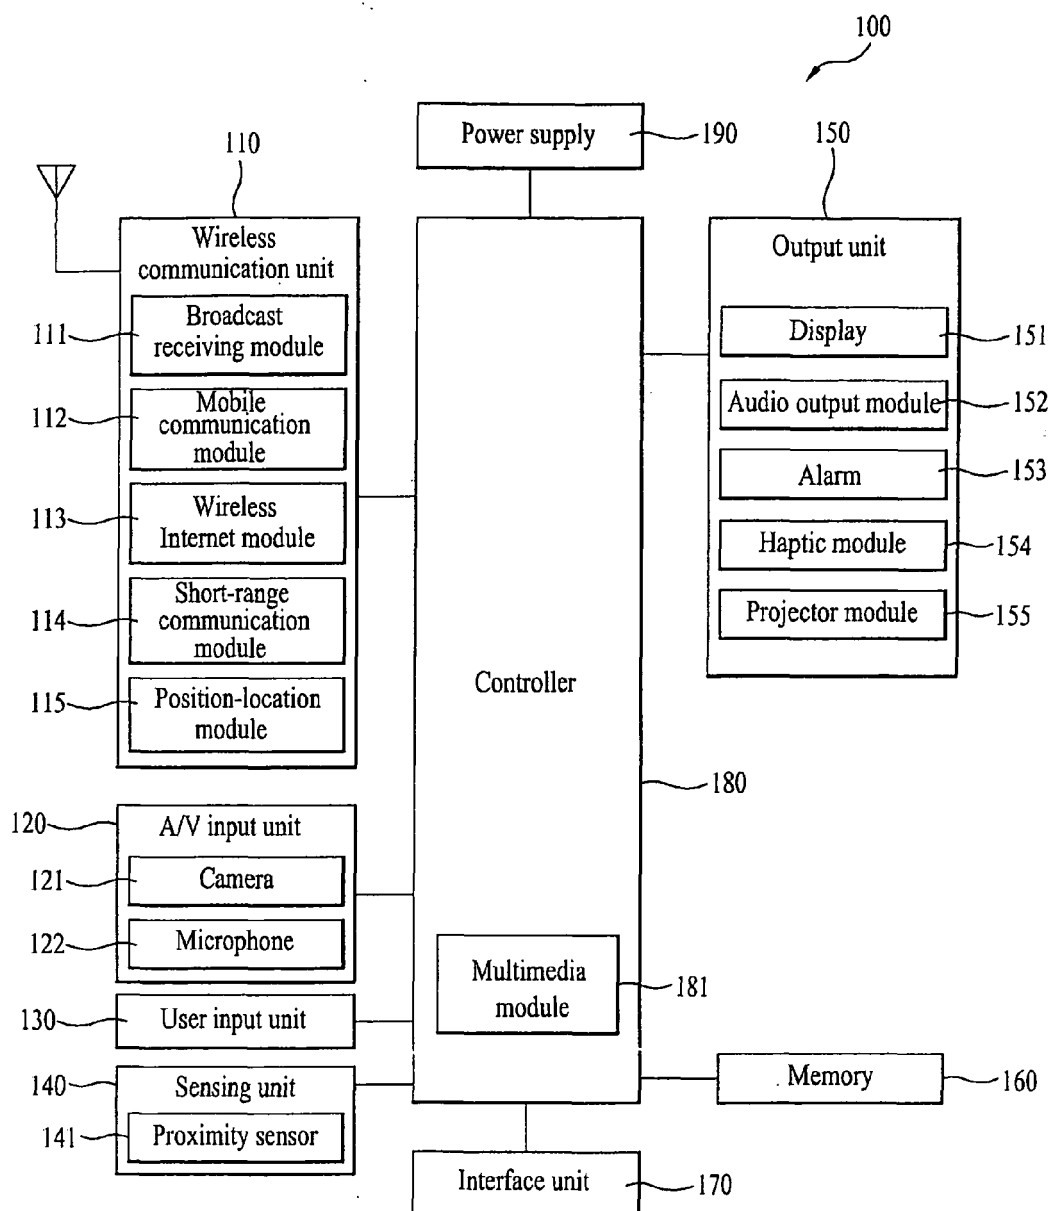 100
Power supply
190
110
150
Wireless
communication unit
Output unit
111
Broadcast
receiving module
Display
151
112
Mobile
communication
module
Audio output module
152
Alarm
153
113
Wireless
Internet module
Haptic module
154
114
Short-range
communication
module
Projector module
155
115
Position-location
module
Controller
180
120
A/V input unit
121
Camera
122
Microphone
Multimedia
module
181
130
User input unit
140
Sensing unit
Memory
160
141
Proximity sensor
Interface unit
170